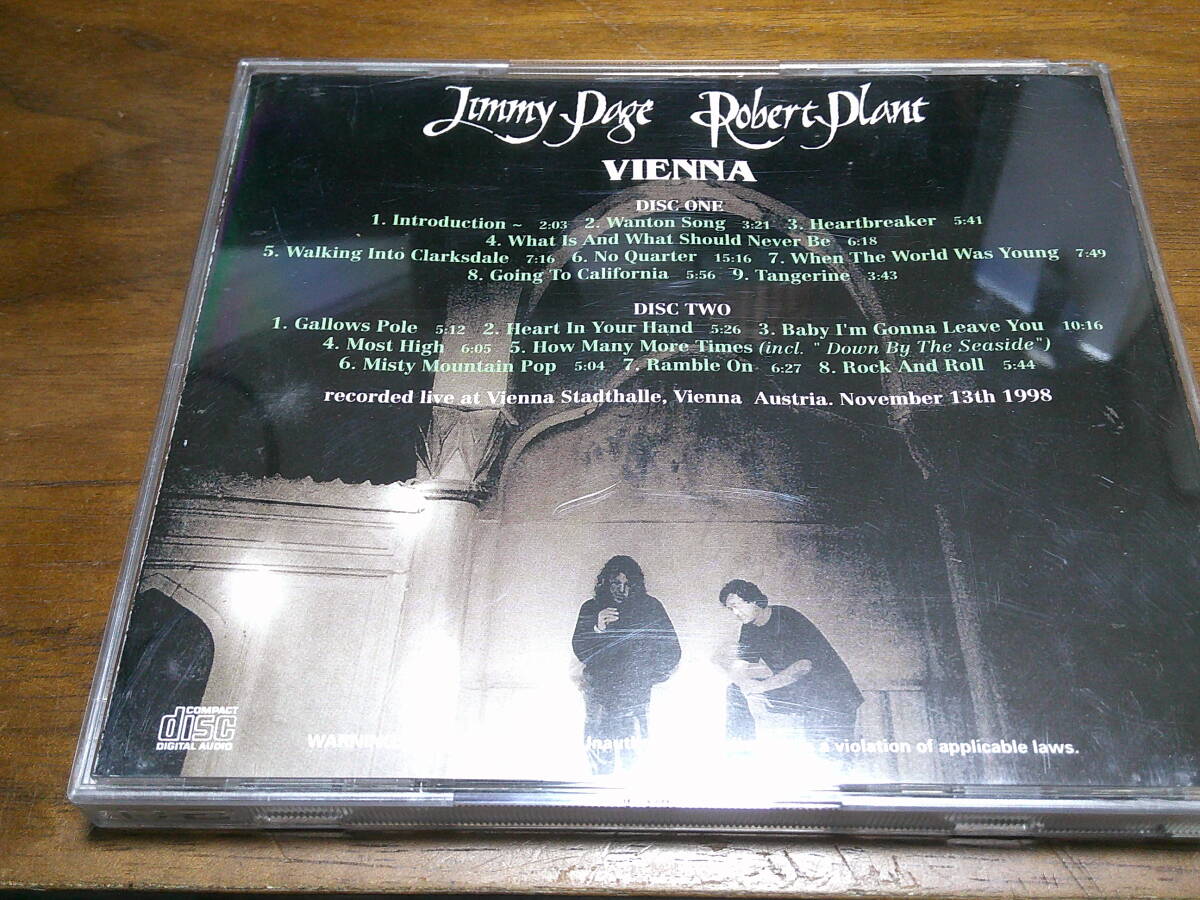 Jimmy Page Robert Plant
VIENNA
DISC ONE
1. Introduction ~ 2:03 2. Wanton Song 3:21 3. Heartbreaker 5:41
4. What Is And What Should Never Be 6:18
5. Walking Into Clarksdale 7:16 6. No Quarter 15:16 7. When The World Was Young 7:49
8. Going To California 5:56 9. Tangerine 3:43
DISC TWO
1. Gallows Pole 5:12 2. Heart In Your Hand 5:26 3. Baby I'm Gonna Leave You 10:16
4. Most High 6:05 5. How Many More Times (incl. " Down By The Seaside")
6. Misty Mountain Pop 5:04 7. Ramble On 6:27 8. Rock And Roll 5:44
recorded live at Vienna Stadthalle, Vienna Austria. November 13th 1998
COMPACT
disc
DIGITAL AUDIO
WARNING a violation of applicable laws.